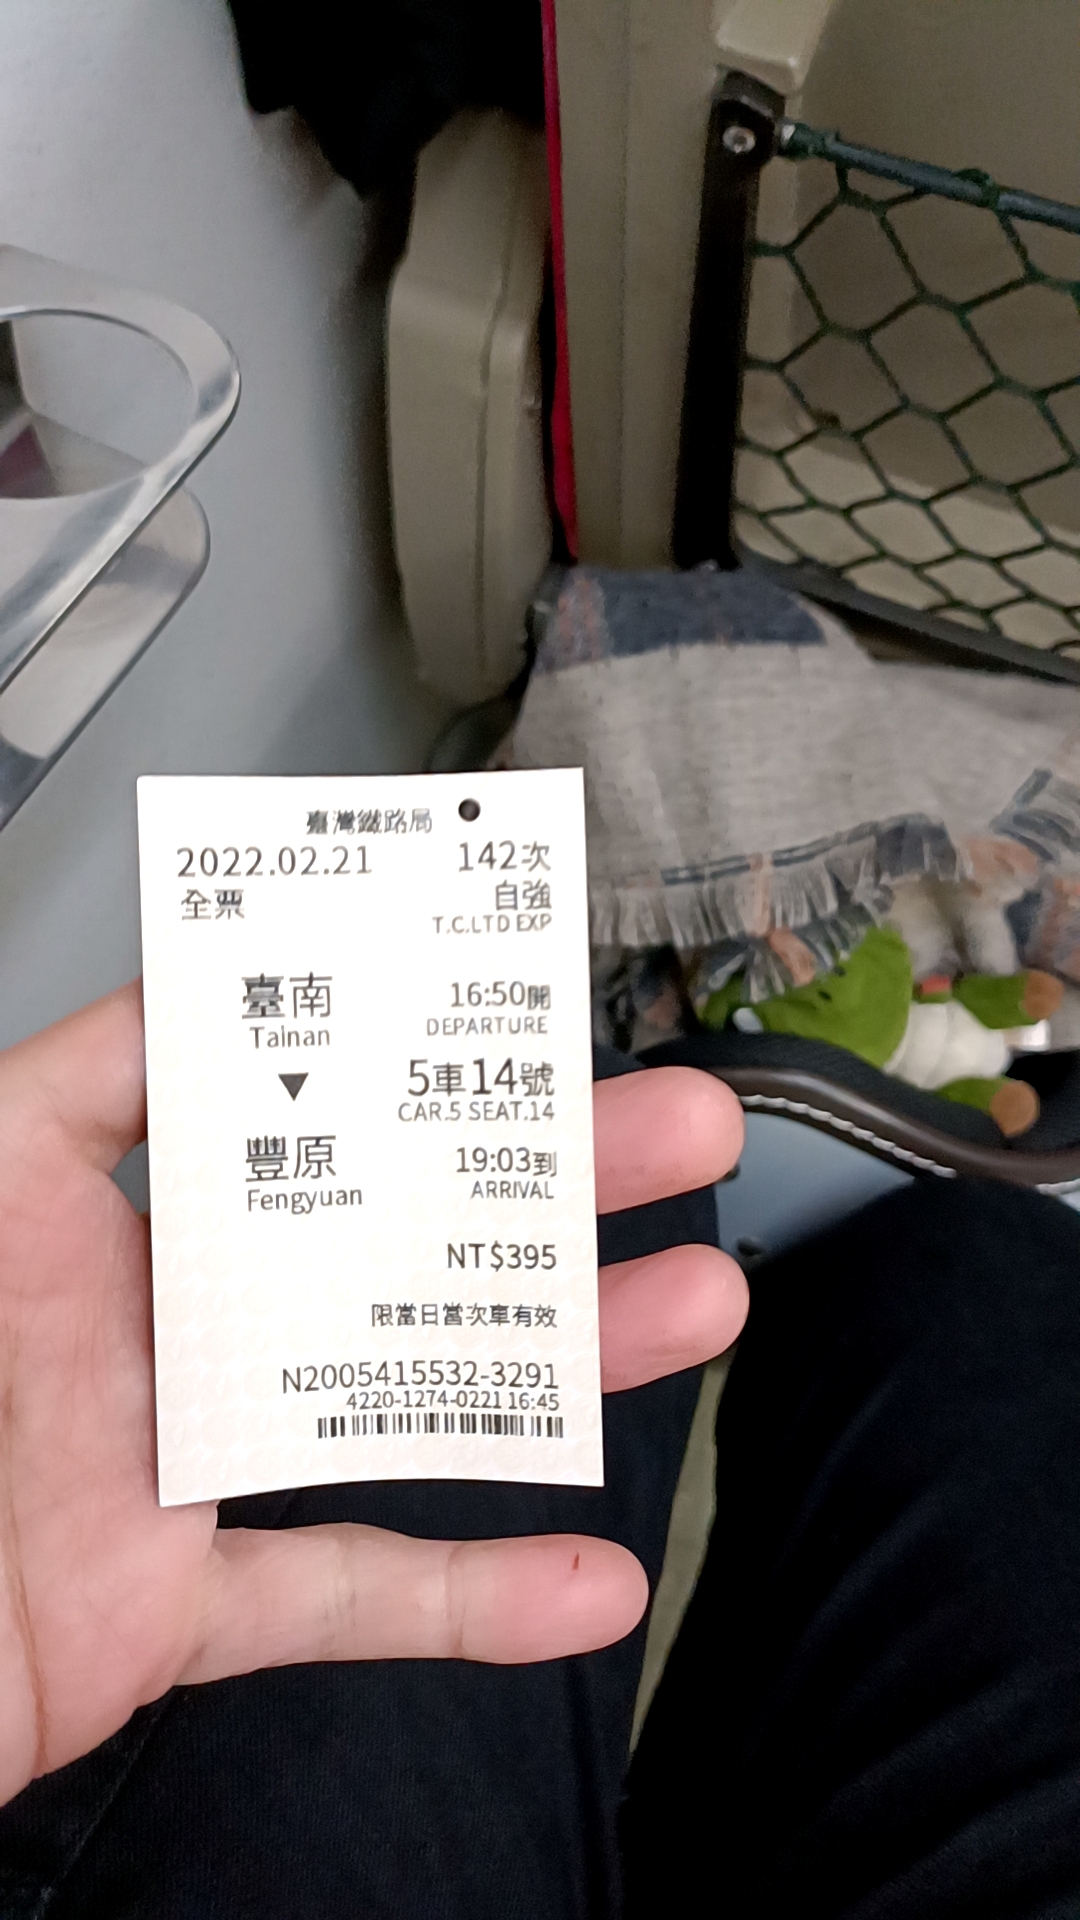 臺灣鐵路局
2022.02.21 142次
全票 自強
T.C.LTD EXP
臺南 16:50開
Tainan DEPARTURE
▼ 5車14號
CAR.5 SEAT.14
豐原 19:03到
Fengyuan ARRIVAL
NT$395
限當日當次車有效
N2005415532-3291
4220-1274-0221 16:45